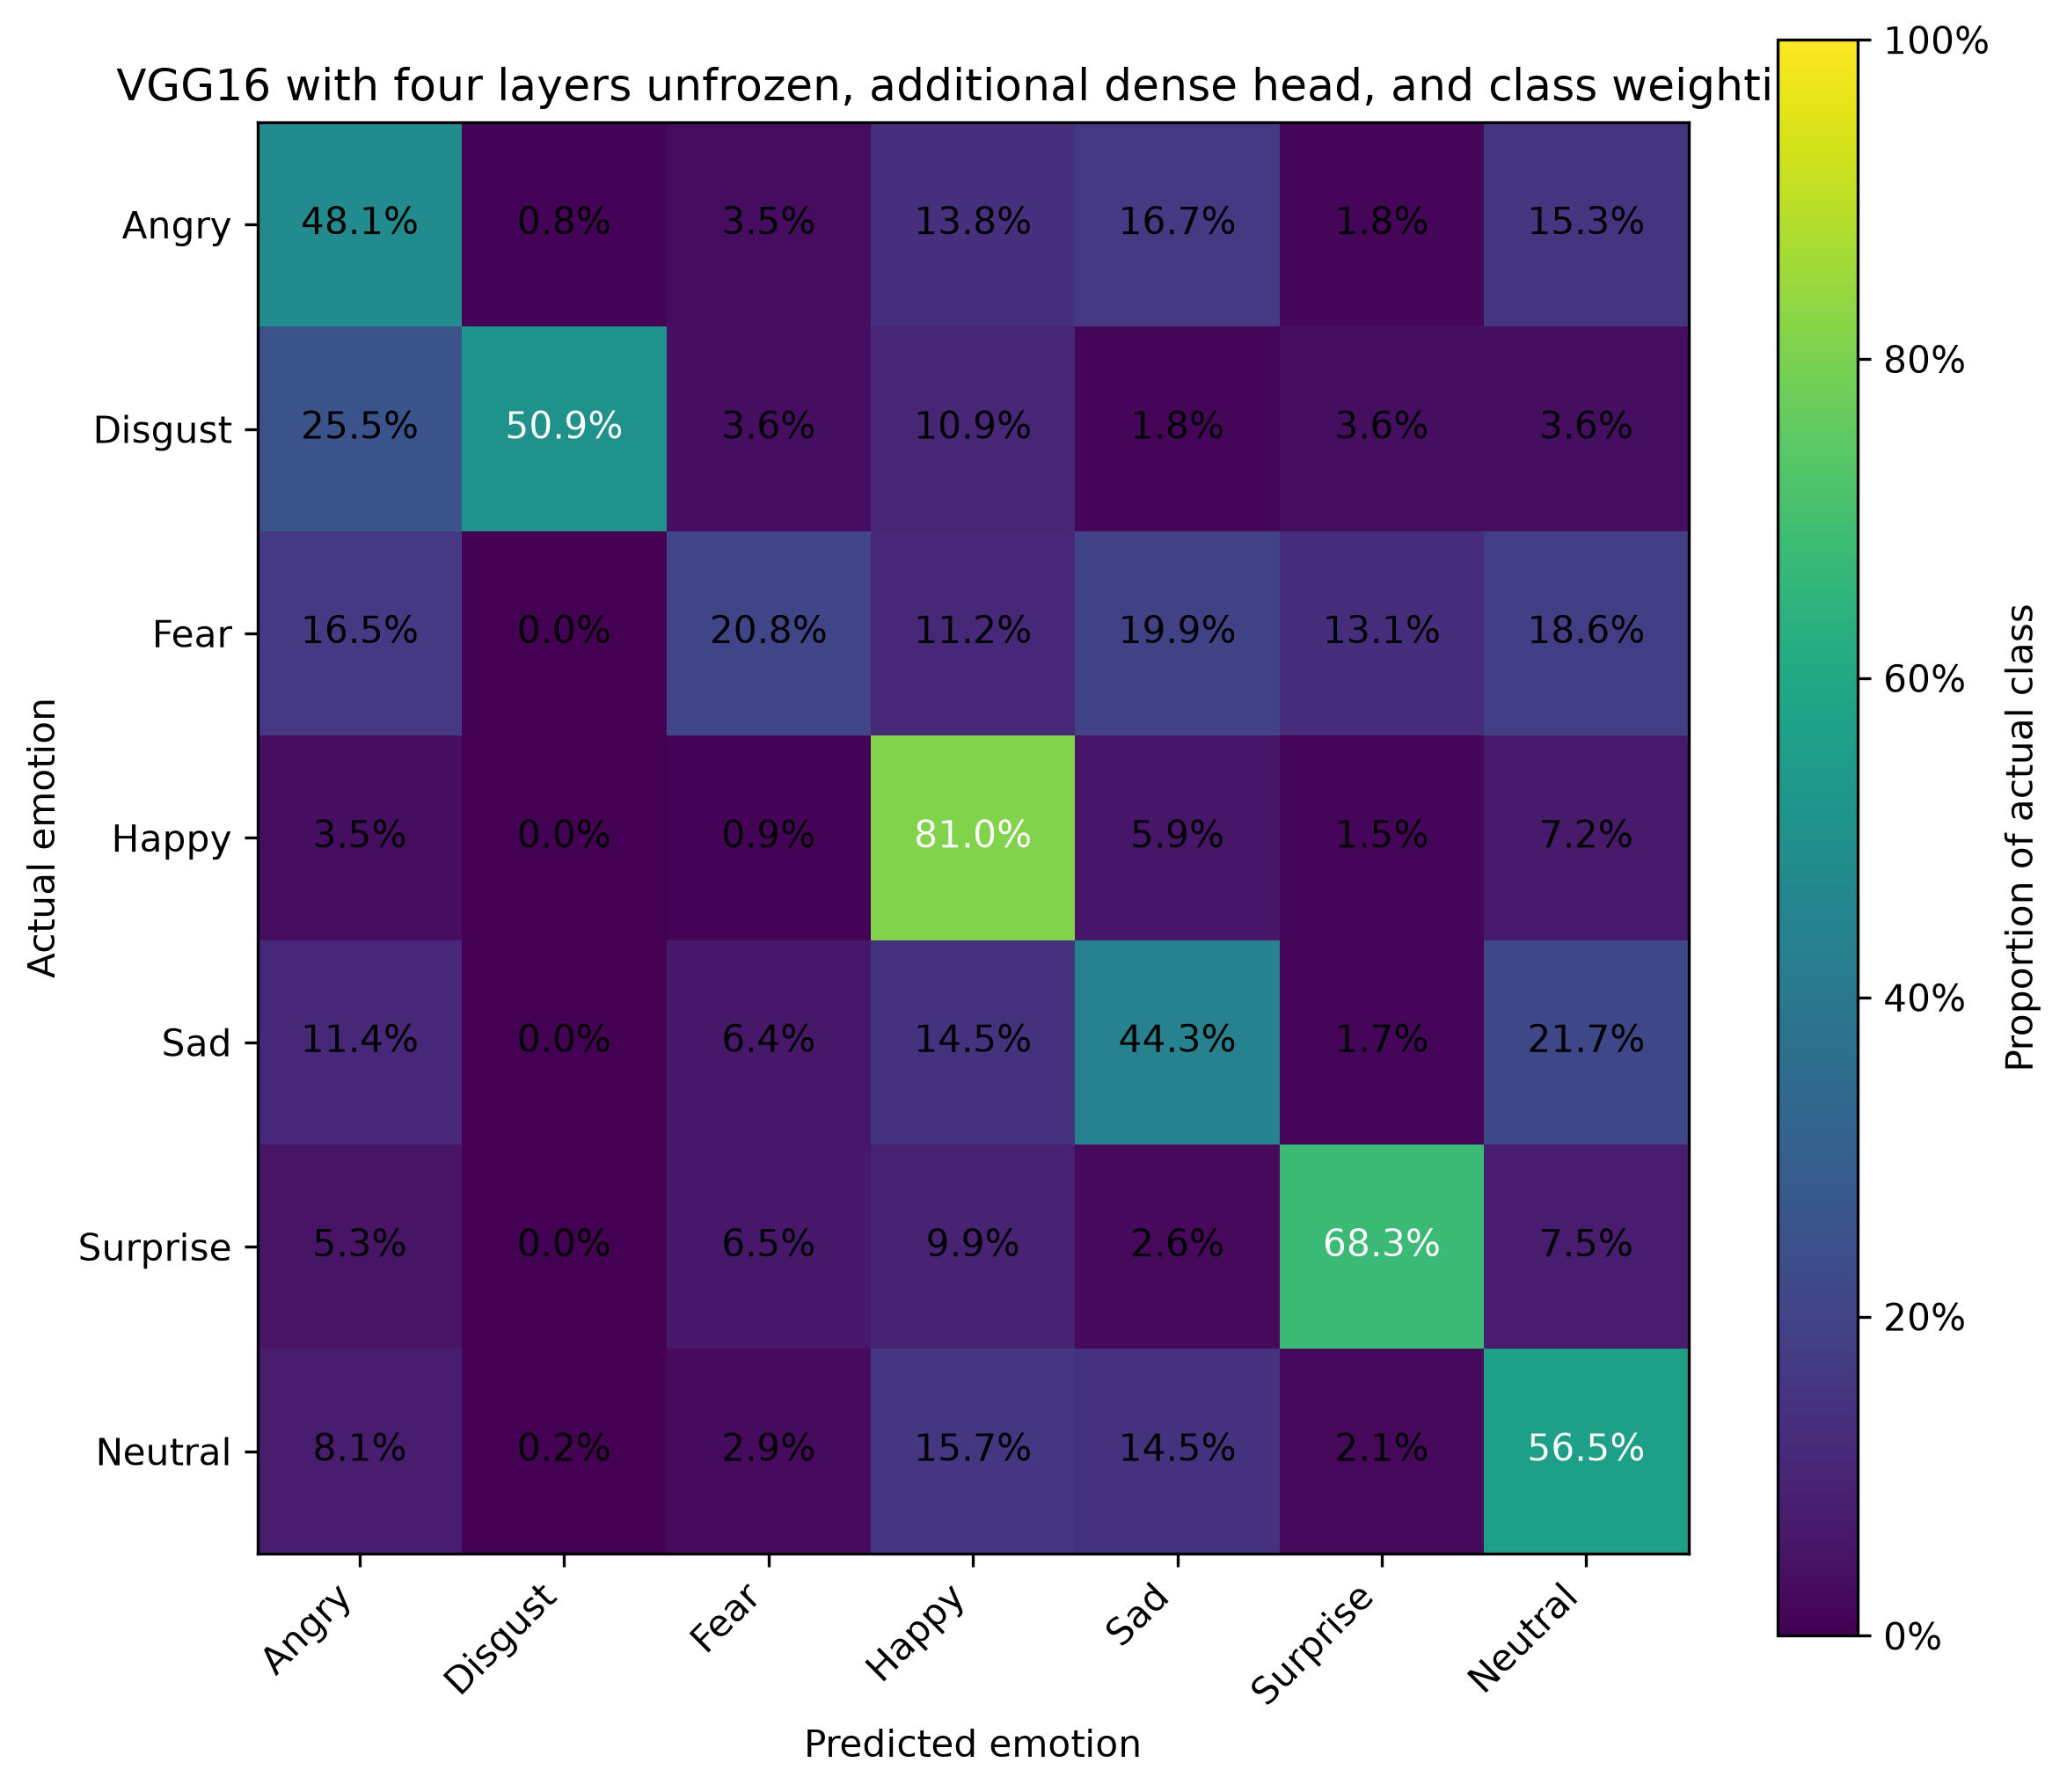 VGG16 with four layers unfrozen, additional dense head, and class weighti
100%
80%
60%
40%
20%
0%
Proportion of actual class
Actual emotion
Angry 48.1% 0.8% 3.5% 13.8% 16.7% 1.8% 15.3%
Disgust 25.5% 50.9% 3.6% 10.9% 1.8% 3.6% 3.6%
Fear 16.5% 0.0% 20.8% 11.2% 19.9% 13.1% 18.6%
Happy 3.5% 0.0% 0.9% 81.0% 5.9% 1.5% 7.2%
Sad 11.4% 0.0% 6.4% 14.5% 44.3% 1.7% 21.7%
Surprise 5.3% 0.0% 6.5% 9.9% 2.6% 68.3% 7.5%
Neutral 8.1% 0.2% 2.9% 15.7% 14.5% 2.1% 56.5%
Angry Disgust Fear Happy Sad Surprise Neutral
Predicted emotion